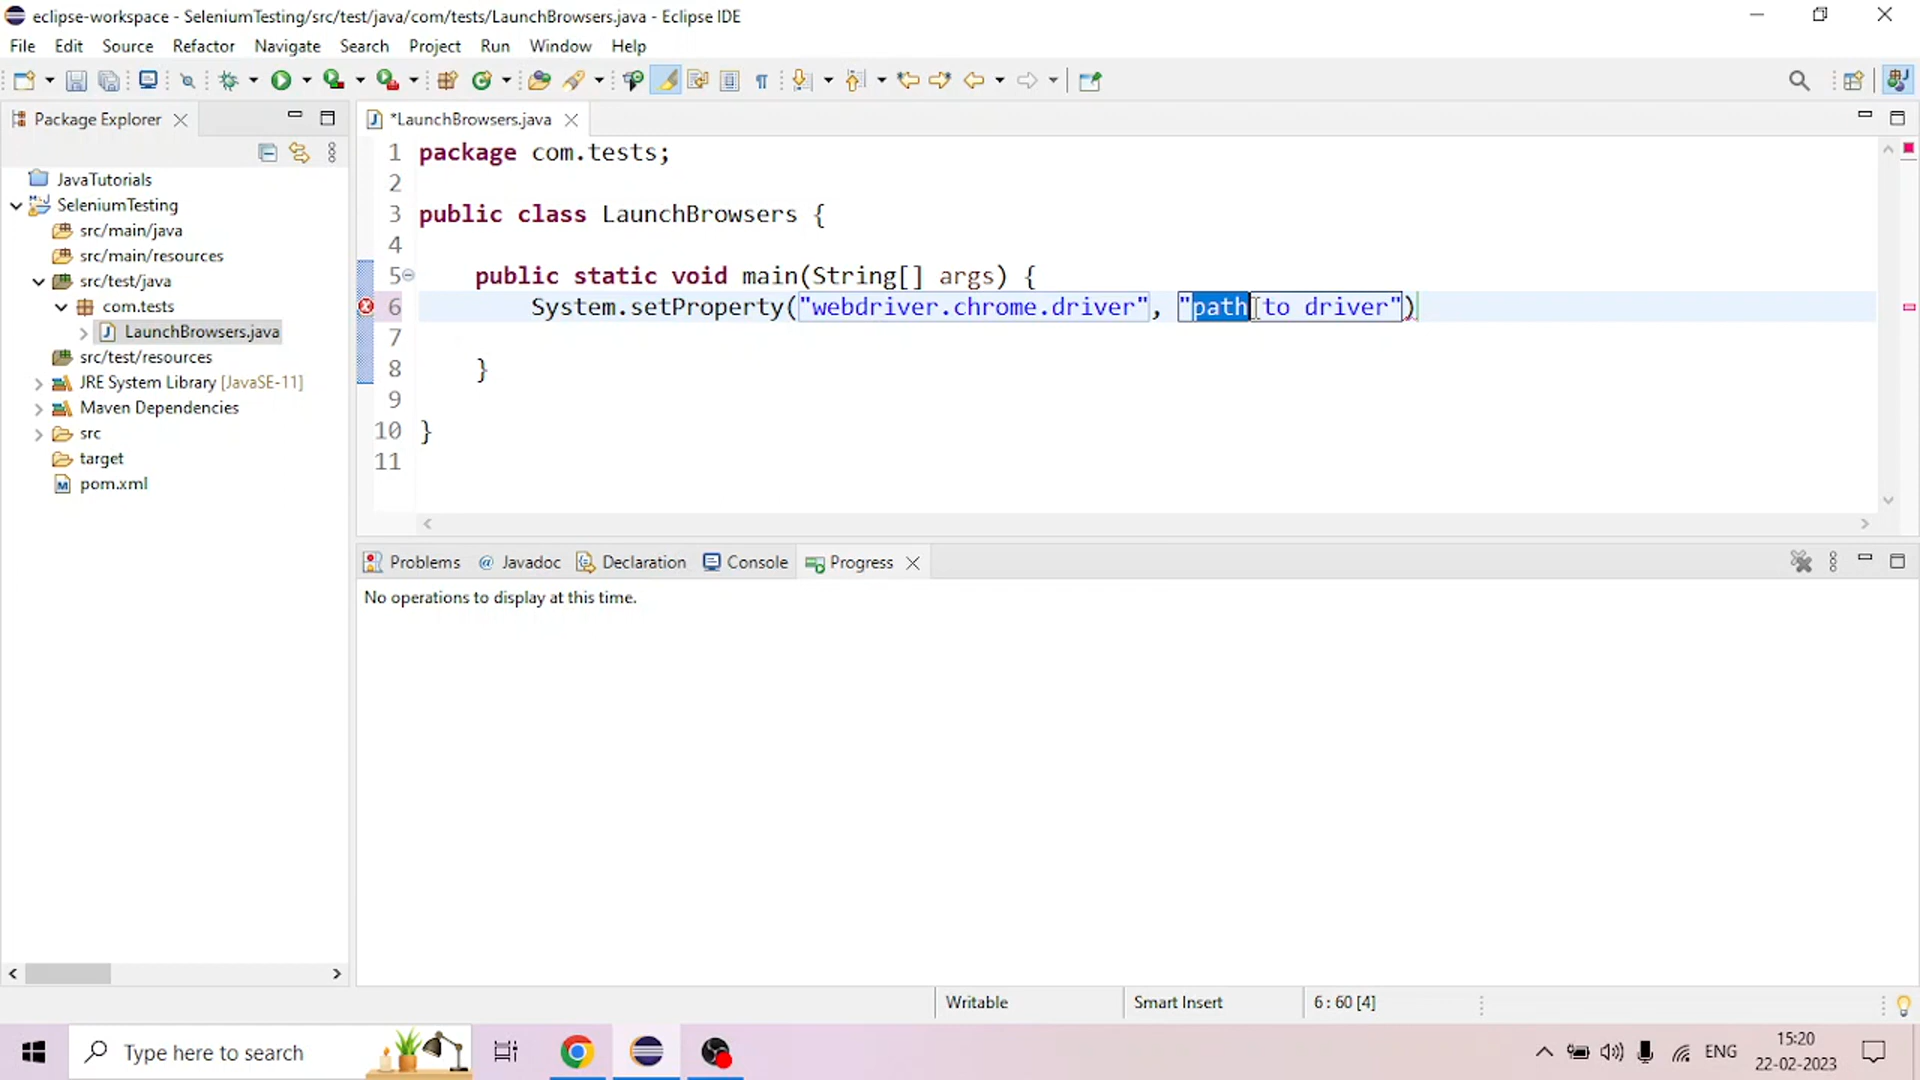 eclipse-workspace - SeleniumTesting/src/test/java/com/tests/LaunchBrowsers.java - Eclipse IDE
File Edit Source Refactor Navigate Search Project Run Window Help
Package Explorer
*LaunchBrowsers.java
JavaTutorials
SeleniumTesting
src/main/java
src/main/resources
src/test/java
com.tests
LaunchBrowsers.java
src/test/resources
JRE System Library [JavaSE-11]
Maven Dependencies
src
target
pom.xml
1 package com.tests;
2
3 public class LaunchBrowsers {
4
5 public static void main(String[] args) {
6 System.setProperty("webdriver.chrome.driver", "path to driver")
7
8 }
9
10 }
11
Problems @ Javadoc Declaration Console Progress
No operations to display at this time.
Writable Smart Insert 6 : 60 [4]
Type here to search
ENG
15:20
22-02-2023